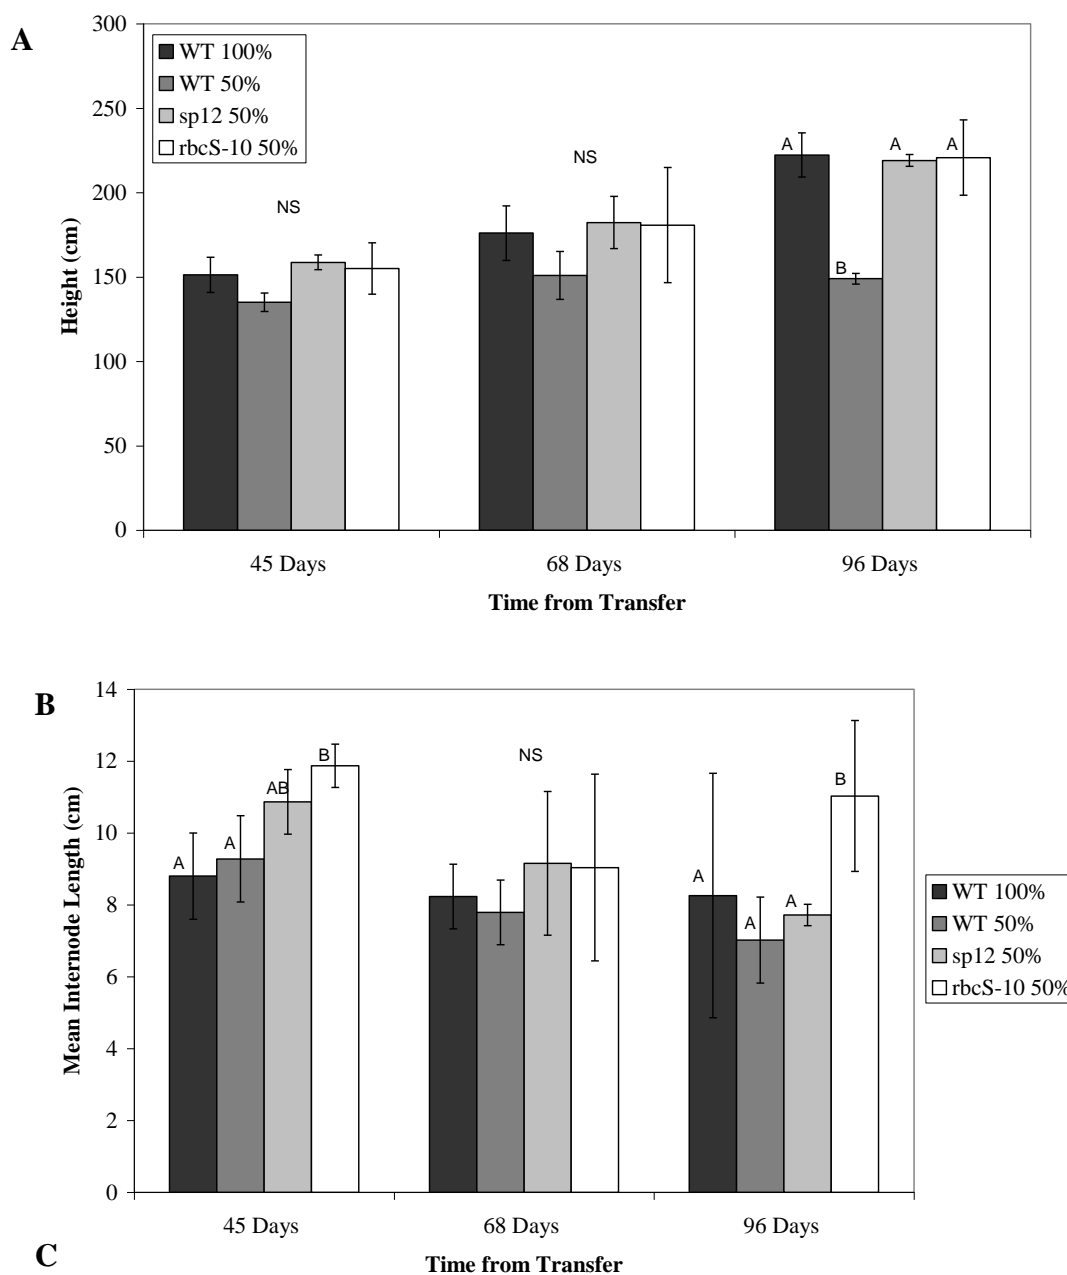 A
300
250
200
150
100
50
0
Height (cm)
WT 100%
WT 50%
sp12 50%
rbcS-10 50%
NS
NS
A
B
A
A
45 Days
68 Days
96 Days
Time from Transfer
B
14
12
10
8
6
4
2
0
Mean Internode Length (cm)
A
A
AB
B
NS
A
A
A
B
WT 100%
WT 50%
sp12 50%
rbcS-10 50%
45 Days
68 Days
96 Days
Time from Transfer
C